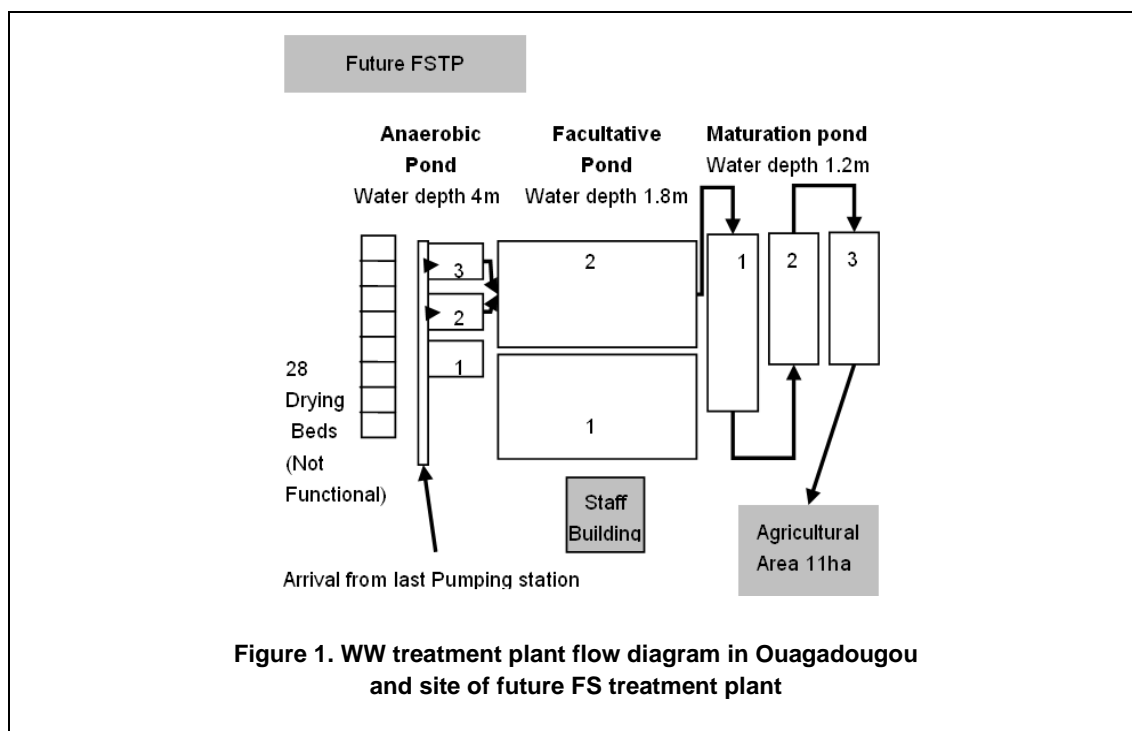 Future FSTP
Anaerobic
Pond
Water depth 4m
Facultative
Pond
Water depth 1.8m
Maturation pond
Water depth 1.2m
3
2
1
2
1
1
2
3
28
Drying
Beds
(Not
Functional)
Staff
Building
Agricultural
Area 11ha
Arrival from last Pumping station
Figure 1. WW treatment plant flow diagram in Ouagadougou
and site of future FS treatment plant